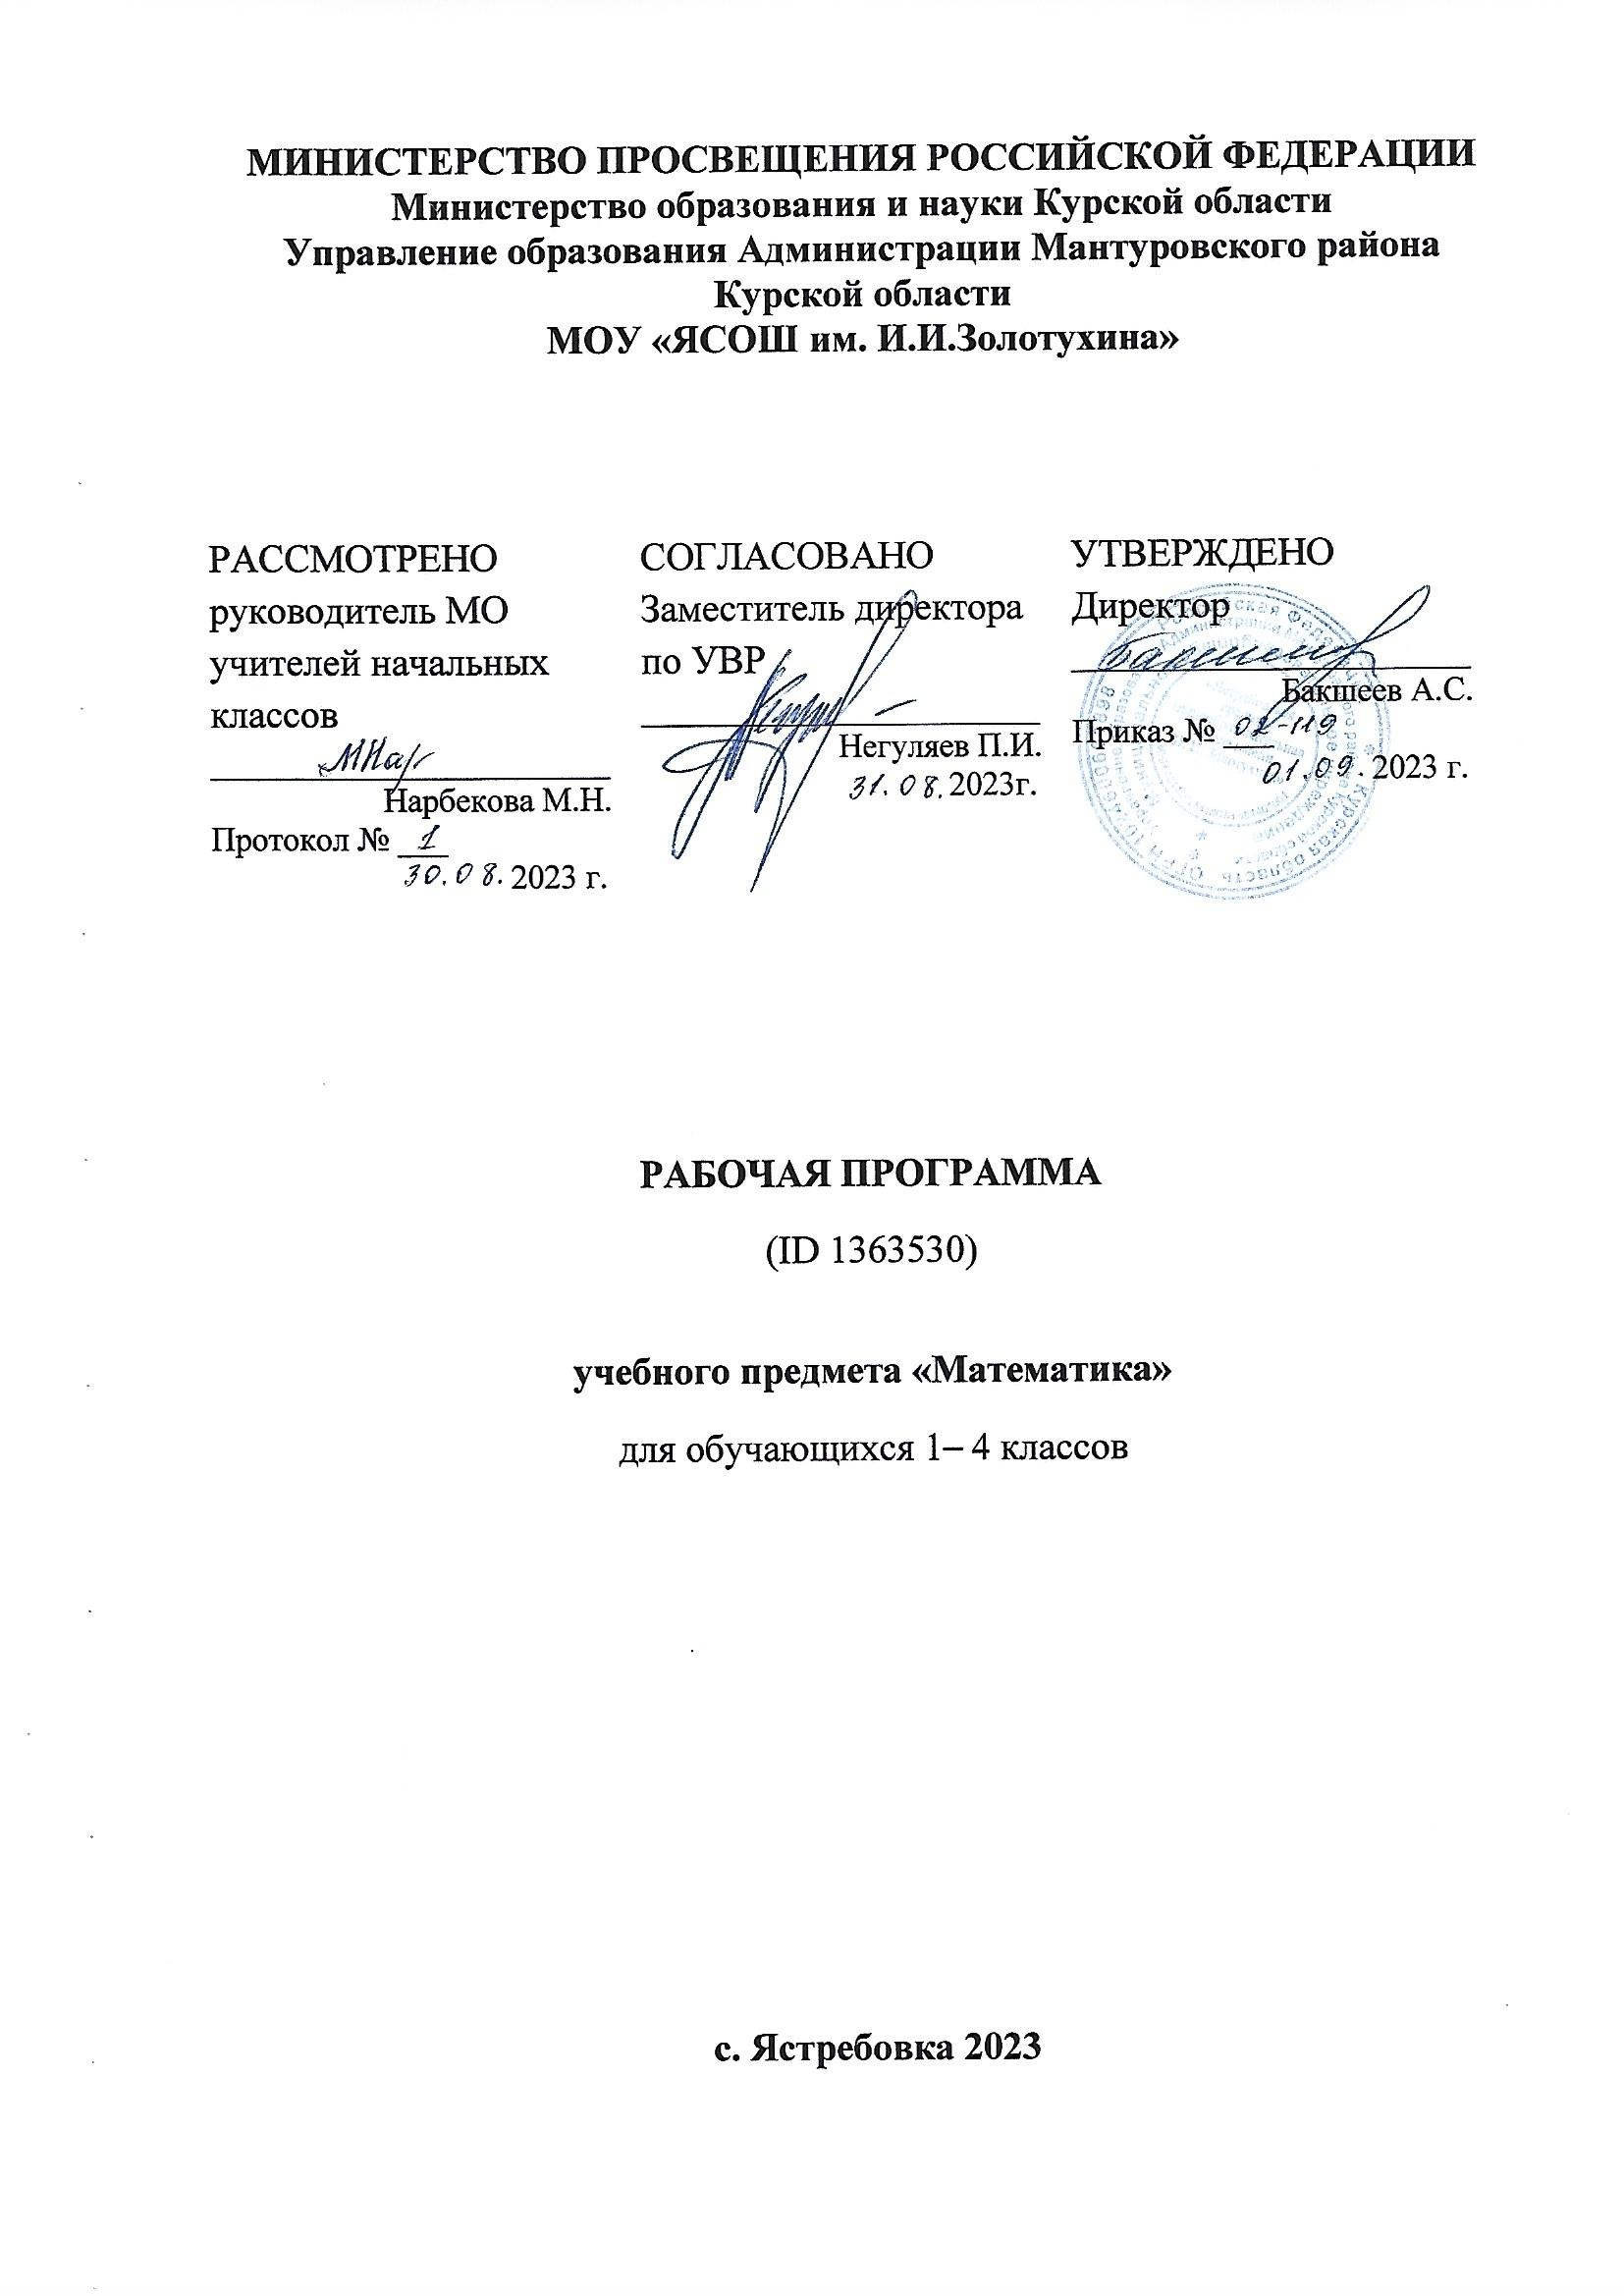 МИНИСТЕРСТВО ПРОСВЕЩЕНИЯ РОССИЙСКОЙ ФЕДЕРАЦИИ
Министерство образования и науки Курской области
Управление образования Администрации Мантуровского района
Курской области
МОУ «ЯСОШ им. И.И.Золотухина»
РАССМОТРЕНО
руководитель МО
учителей начальных
классов
Нарбекова М.Н.
Протокол № 1
30.08.2023 г.
СОГЛАСОВАНО
Заместитель директора
по УВР
Негуляев П.И.
31.08.2023г.
УТВЕРЖДЕНО
Директор
Бакшеев А.С.
Приказ № 02-119
01.09.2023 г.
РАБОЧАЯ ПРОГРАММА
(ID 1363530)
учебного предмета «Математика»
для обучающихся 1– 4 классов
с. Ястребовка 2023